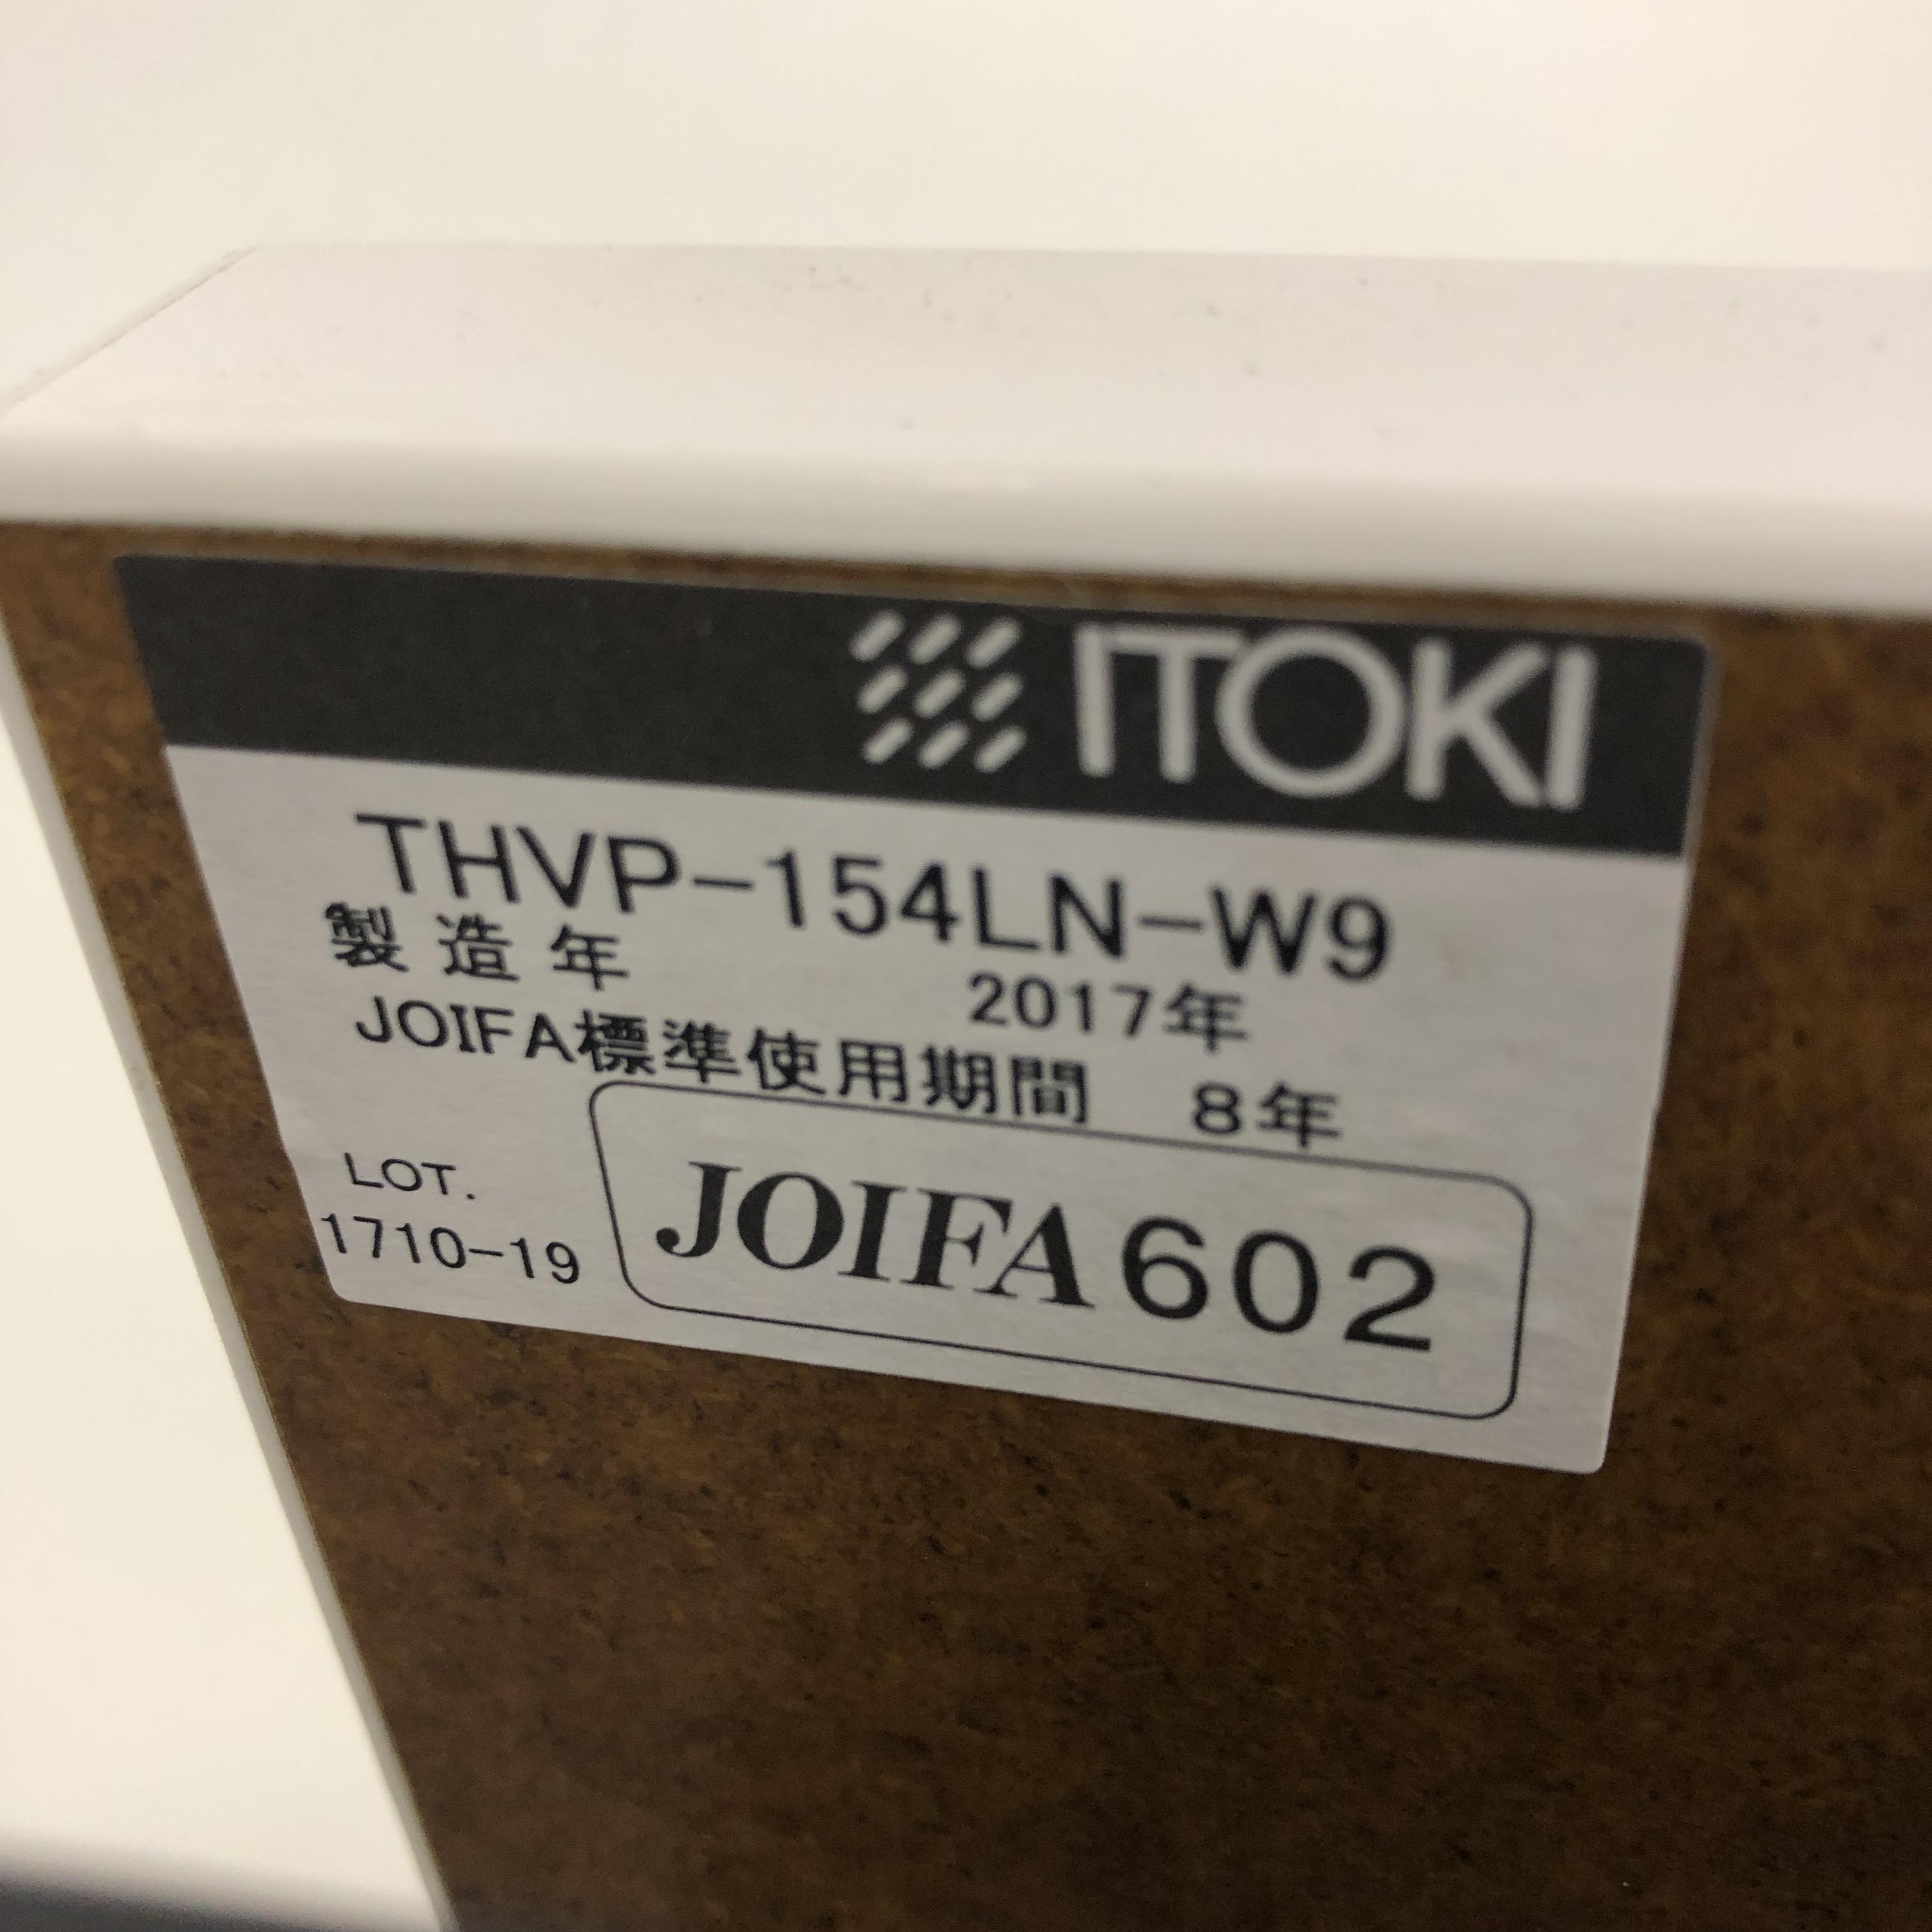 ITOKI
THVP-154LN-W9
製造年 2017年
JOIFA標準使用期間 8年
LOT.
1710-19
JOIFA602